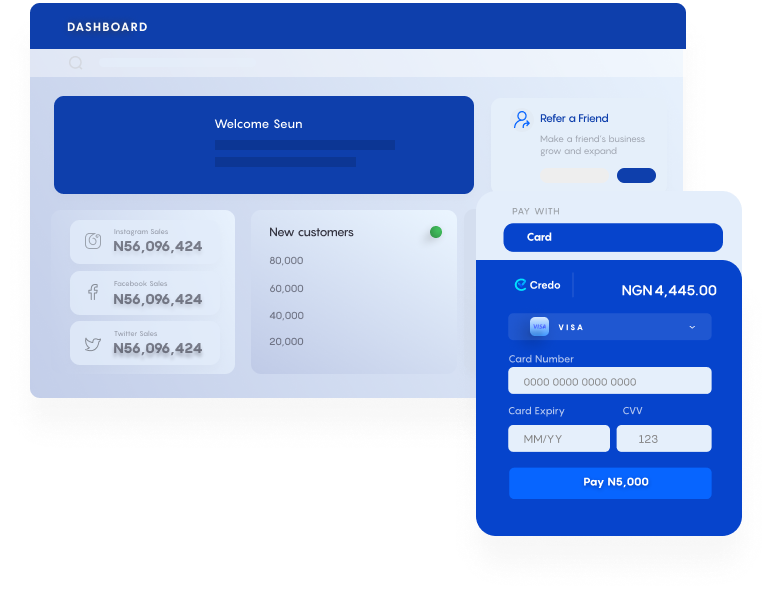 DASHBOARD
Welcome Seun
Refer a Friend
Make a friend's business
grow and expand
Instagram Sales
N56,096,424
Facebook Sales
N56,096,424
Twitter Sales
N56,096,424
New customers
80,000
60,000
40,000
20,000
PAY WITH
Card
Credo
NGN 4,445.00
VISA
VISA
Card Number
0000 0000 0000 0000
Card Expiry
CVV
MM/YY
123
Pay N5,000